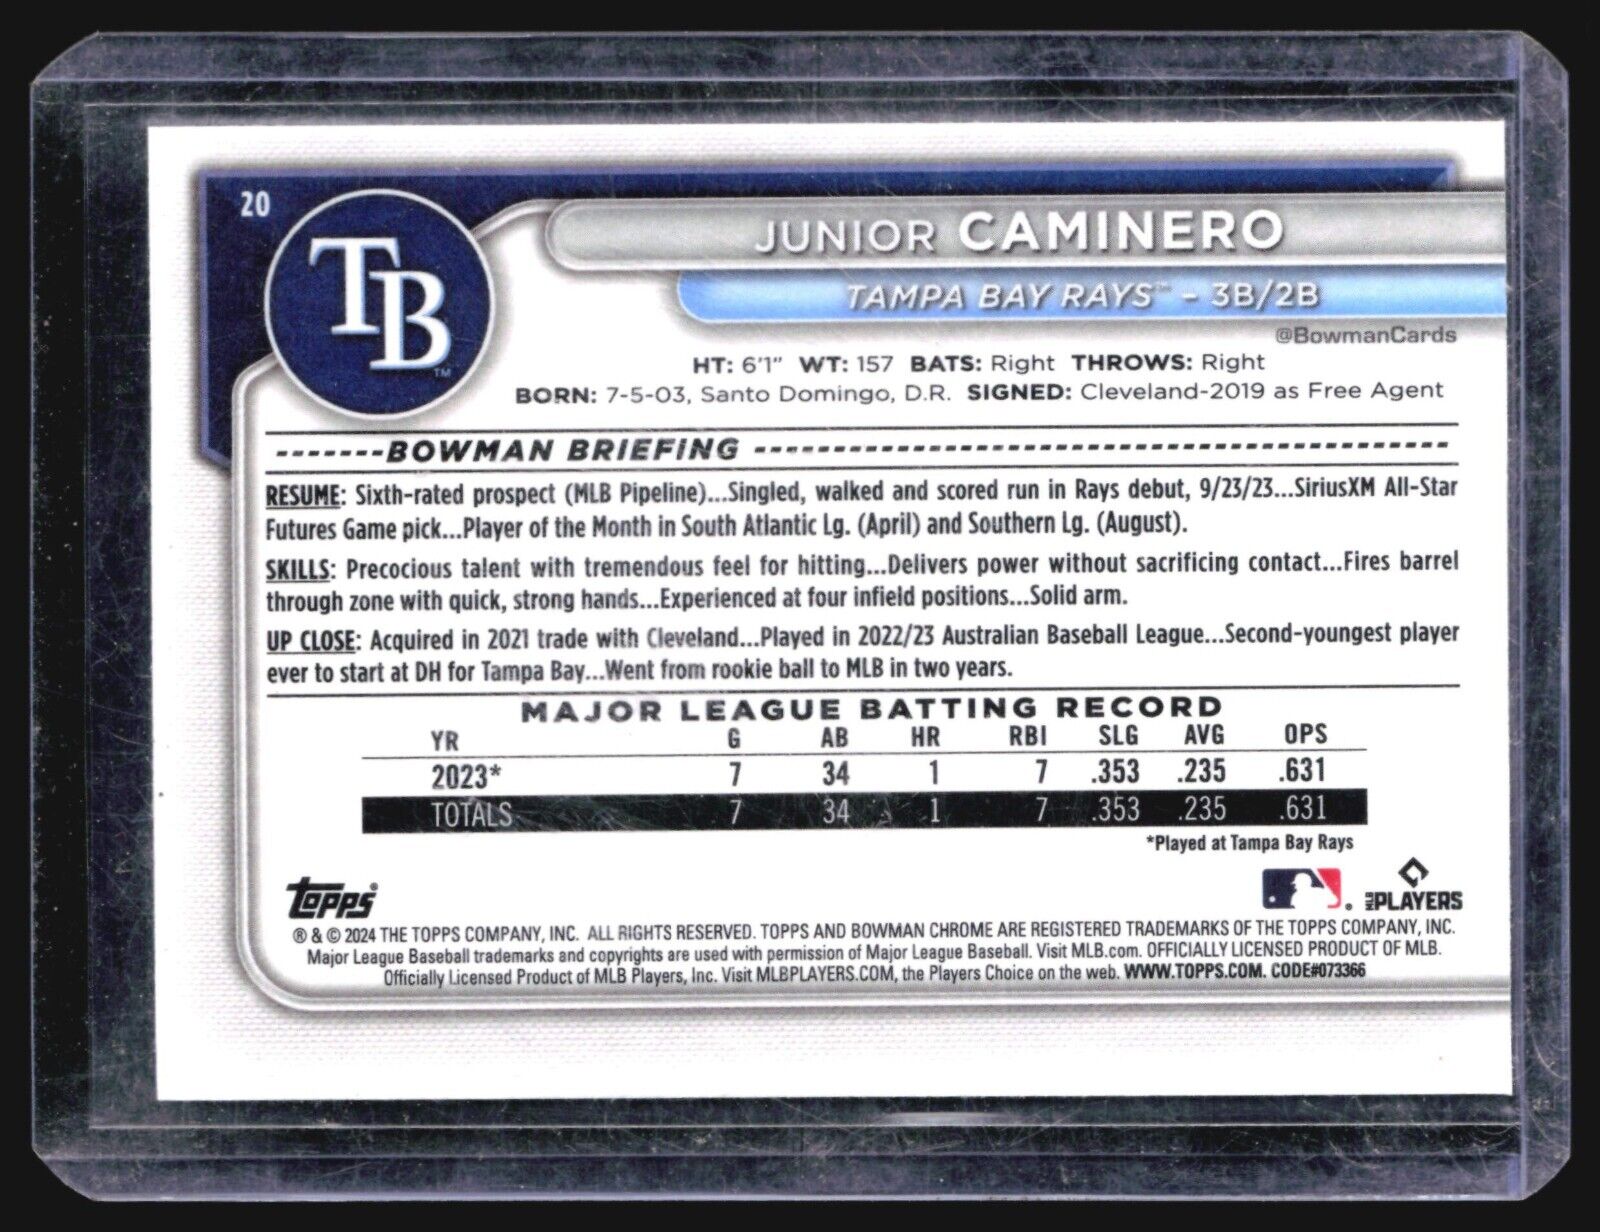 20
TB™
JUNIOR CAMINERO
TAMPA BAY RAYS™ – 3B/2B
@BowmanCards
HT: 6'1" WT: 157 BATS: Right THROWS: Right
BORN: 7-5-03, Santo Domingo, D.R. SIGNED: Cleveland-2019 as Free Agent
BOWMAN BRIEFING
RESUME: Sixth-rated prospect (MLB Pipeline)...Singled, walked and scored run in Rays debut, 9/23/23...SiriusXM All-Star
Futures Game pick...Player of the Month in South Atlantic Lg. (April) and Southern Lg. (August).
SKILLS: Precocious talent with tremendous feel for hitting...Delivers power without sacrificing contact...Fires barrel
through zone with quick, strong hands...Experienced at four infield positions...Solid arm.
UP CLOSE: Acquired in 2021 trade with Cleveland...Played in 2022/23 Australian Baseball League...Second-youngest player
ever to start at DH for Tampa Bay...Went from rookie ball to MLB in two years.
MAJOR LEAGUE BATTING RECORD
YR G AB HR RBI SLG AVG OPS
2023* 7 34 1 7 .353 .235 .631
TOTALS 7 34 1 7 .353 .235 .631
*Played at Tampa Bay Rays
topps® MLB PLAYERS
® & © 2024 THE TOPPS COMPANY, INC. ALL RIGHTS RESERVED. TOPPS AND BOWMAN CHROME ARE REGISTERED TRADEMARKS OF THE TOPPS COMPANY, INC.
Major League Baseball trademarks and copyrights are used with permission of Major League Baseball. Visit MLB.com. OFFICIALLY LICENSED PRODUCT OF MLB.
Officially Licensed Product of MLB Players, Inc. Visit MLBPLAYERS.COM, the Players Choice on the web. WWW.TOPPS.COM. CODE#073366